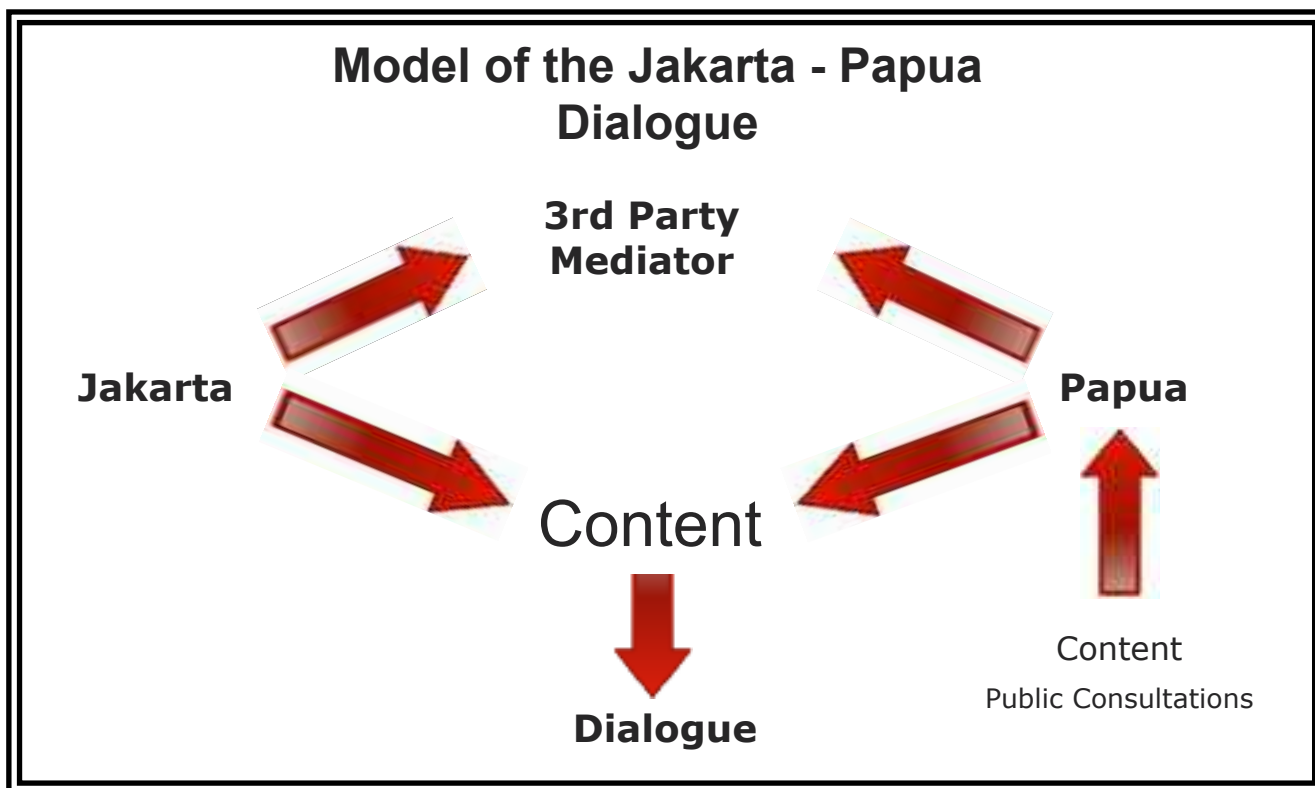 Model of the Jakarta - Papua
Dialogue
3rd Party
Mediator
Jakarta
Papua
Content
Content
Public Consultations
Dialogue